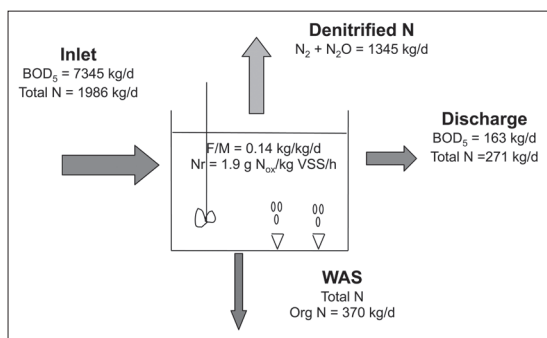 Inlet
BOD₅ = 7345 kg/d
Total N = 1986 kg/d
Denitrified N
N₂ + N₂O = 1345 kg/d
F/M = 0.14 kg/kg/d
Nr = 1.9 g Nₒₓ/kg VSS/h
Discharge
BOD₅ = 163 kg/d
Total N =271 kg/d
WAS
Total N
Org N = 370 kg/d